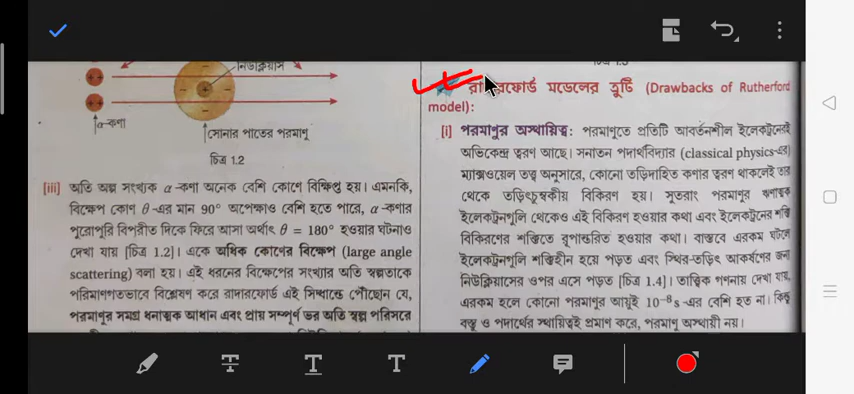 নিউক্লিয়াস
α-কণা
সোনার পাতের পরমাণু
চিত্র 1.2
[iii] অতি অল্প সংখ্যক α-কণা অনেক বেশি কোণে বিক্ষিপ্ত হয়। এমনকি,
বিক্ষেপ কোণ θ-এর মান 90° অপেক্ষাও বেশি হতে পারে, α-কণার
পুরোপুরি বিপরীত দিকে ফিরে আসা অর্থাৎ θ = 180° হওয়ার ঘটনাও
দেখা যায় [চিত্র 1.2]। একে অধিক কোণের বিক্ষেপ (large angle
scattering) বলা হয়। এই ধরনের বিক্ষেপের সংখ্যার অতি স্বল্পতাকে
পরিমাণগতভাবে বিশ্লেষণ করে রাদারফোর্ড এই সিদ্ধান্তে পৌঁছোন যে,
পরমাণুর সমগ্র ধনাত্মক আধান এবং প্রায় সম্পূর্ণ ভর অতি স্বল্প পরিসরে
রাদারফোর্ড মডেলের ত্রুটি (Drawbacks of Rutherford
model):
[i] পরমাণুর অস্থায়িত্ব: পরমাণুতে প্রতিটি আবর্তনশীল ইলেকট্রনেরই
অভিকেন্দ্র ত্বরণ আছে। সনাতন পদার্থবিদ্যার (classical physics-এর)
ম্যাক্সওয়েল তত্ত্ব অনুসারে, কোনো তড়িদাহিত কণার ত্বরণ থাকলেই তার
থেকে তড়িৎচুম্বকীয় বিকিরণ হয়। সুতরাং পরমাণুর ঋণাত্মক
ইলেকট্রনগুলি থেকেও এই বিকিরণ হওয়ার কথা এবং ইলেকট্রনের শক্তি
বিকিরণের শক্তিতে রূপান্তরিত হওয়ার কথা। বাস্তবে এরকম ঘটলে
ইলেকট্রনগুলি শক্তিহীন হয়ে পড়ত এবং স্থির-তড়িৎ আকর্ষণের জন্য
নিউক্লিয়াসের ওপর এসে পড়ত [চিত্র 1.4]। তাত্ত্বিক গণনায় দেখা যায়,
এরকম হলে কোনো পরমাণুর আয়ুই 10⁻⁸s-এর বেশি হত না। কিন্তু
বস্তু ও পদার্থের স্থায়িত্বই প্রমাণ করে, পরমাণু অস্থায়ী নয়।